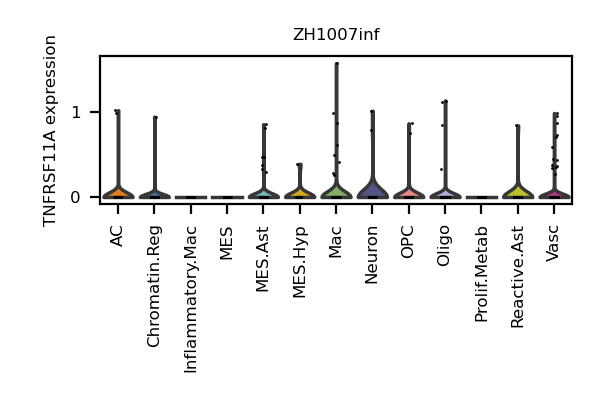 ZH1007inf
TNFRSF11A expression
1
0
AC
Chromatin.Reg
Inflammatory.Mac
MES
MES.Ast
MES.Hyp
Mac
Neuron
OPC
Oligo
Prolif.Metab
Reactive.Ast
Vasc